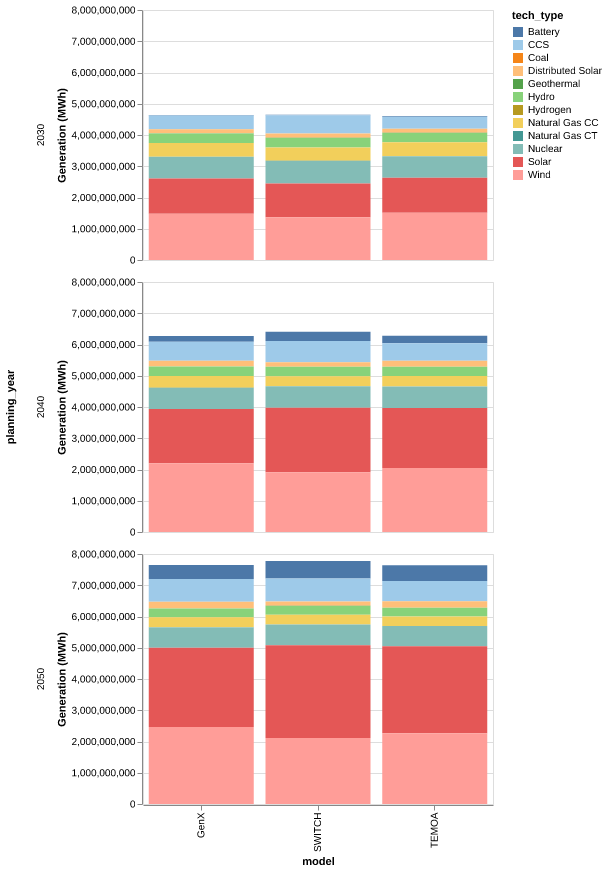 tech_type
Battery
CCS
Coal
Distributed Solar
Geothermal
Hydro
Hydrogen
Natural Gas CC
Natural Gas CT
Nuclear
Solar
Wind
planning_year
2030
Generation (MWh)
8,000,000,000
7,000,000,000
6,000,000,000
5,000,000,000
4,000,000,000
3,000,000,000
2,000,000,000
1,000,000,000
0
2040
Generation (MWh)
8,000,000,000
7,000,000,000
6,000,000,000
5,000,000,000
4,000,000,000
3,000,000,000
2,000,000,000
1,000,000,000
0
2050
Generation (MWh)
8,000,000,000
7,000,000,000
6,000,000,000
5,000,000,000
4,000,000,000
3,000,000,000
2,000,000,000
1,000,000,000
0
GenX
SWITCH
TEMOA
model